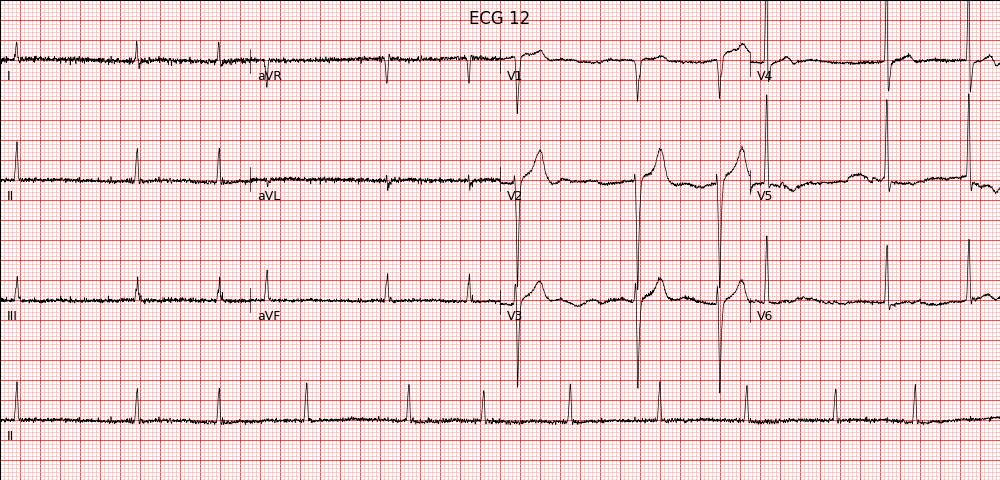 ECG 12
I aVR V1 V4
II aVL V2 V5
III aVF V3 V6
II